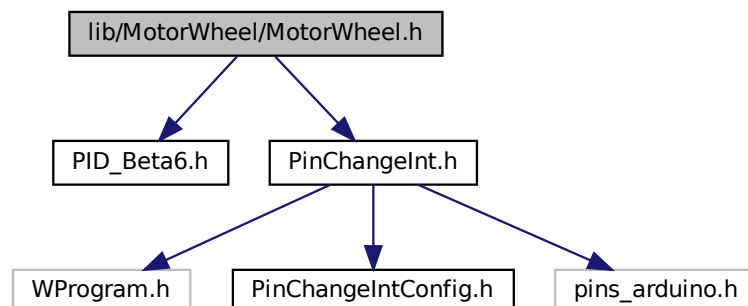 lib/MotorWheel/MotorWheel.h
PID_Beta6.h
PinChangeInt.h
WProgram.h
PinChangeIntConfig.h
pins_arduino.h